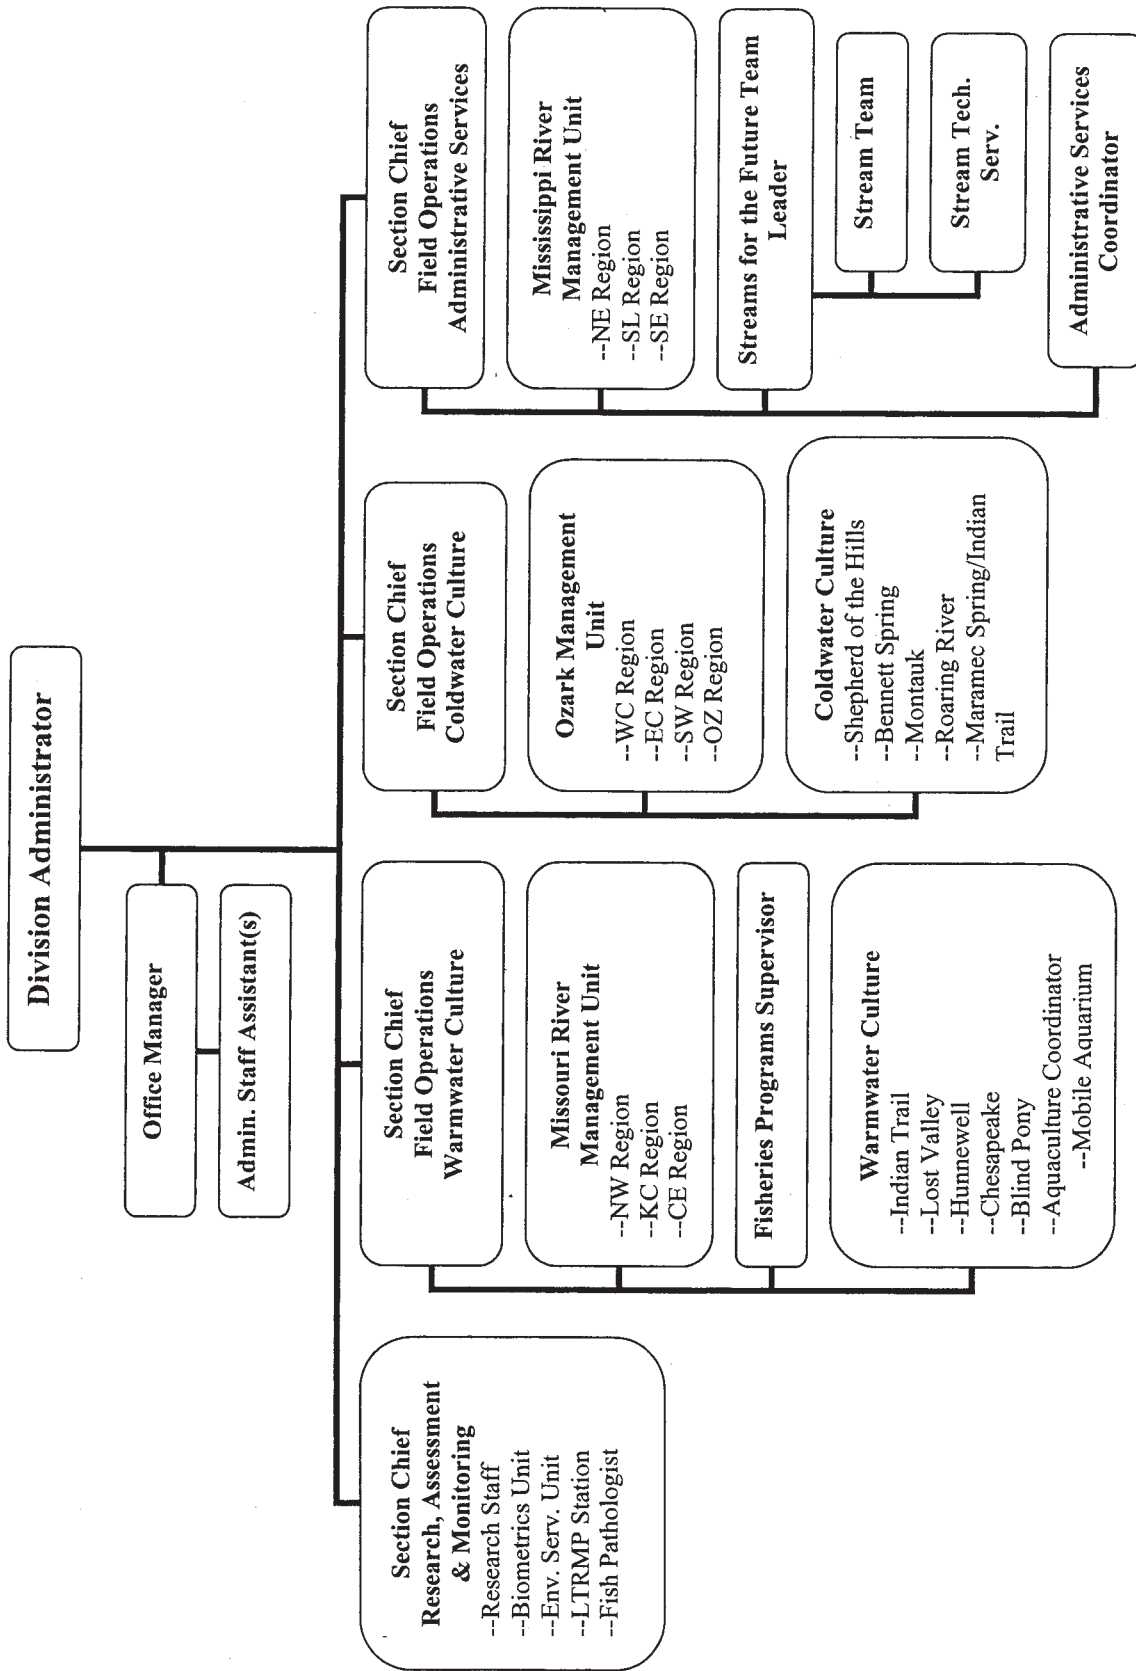 Division Administrator
Office Manager
Admin. Staff Assistant(s)
Section Chief
Research, Assessment
& Monitoring
--Research Staff
--Biometrics Unit
--Env. Serv. Unit
--LTRMP Station
--Fish Pathologist
Section Chief
Field Operations
Warmwater Culture
Missouri River
Management Unit
--NW Region
--KC Region
--CE Region
Fisheries Programs Supervisor
Warmwater Culture
--Indian Trail
--Lost Valley
--Hunnewell
--Chesapeake
--Blind Pony
--Aquaculture Coordinator
--Mobile Aquarium
Section Chief
Field Operations
Coldwater Culture
Ozark Management
Unit
--WC Region
--EC Region
--SW Region
--OZ Region
Coldwater Culture
--Shepherd of the Hills
--Bennett Spring
--Montauk
--Roaring River
--Maramec Spring/Indian
Trail
Section Chief
Field Operations
Administrative Services
Mississippi River
Management Unit
--NE Region
--SL Region
--SE Region
Streams for the Future Team
Leader
Stream Team
Stream Tech.
Serv.
Administrative Services
Coordinator